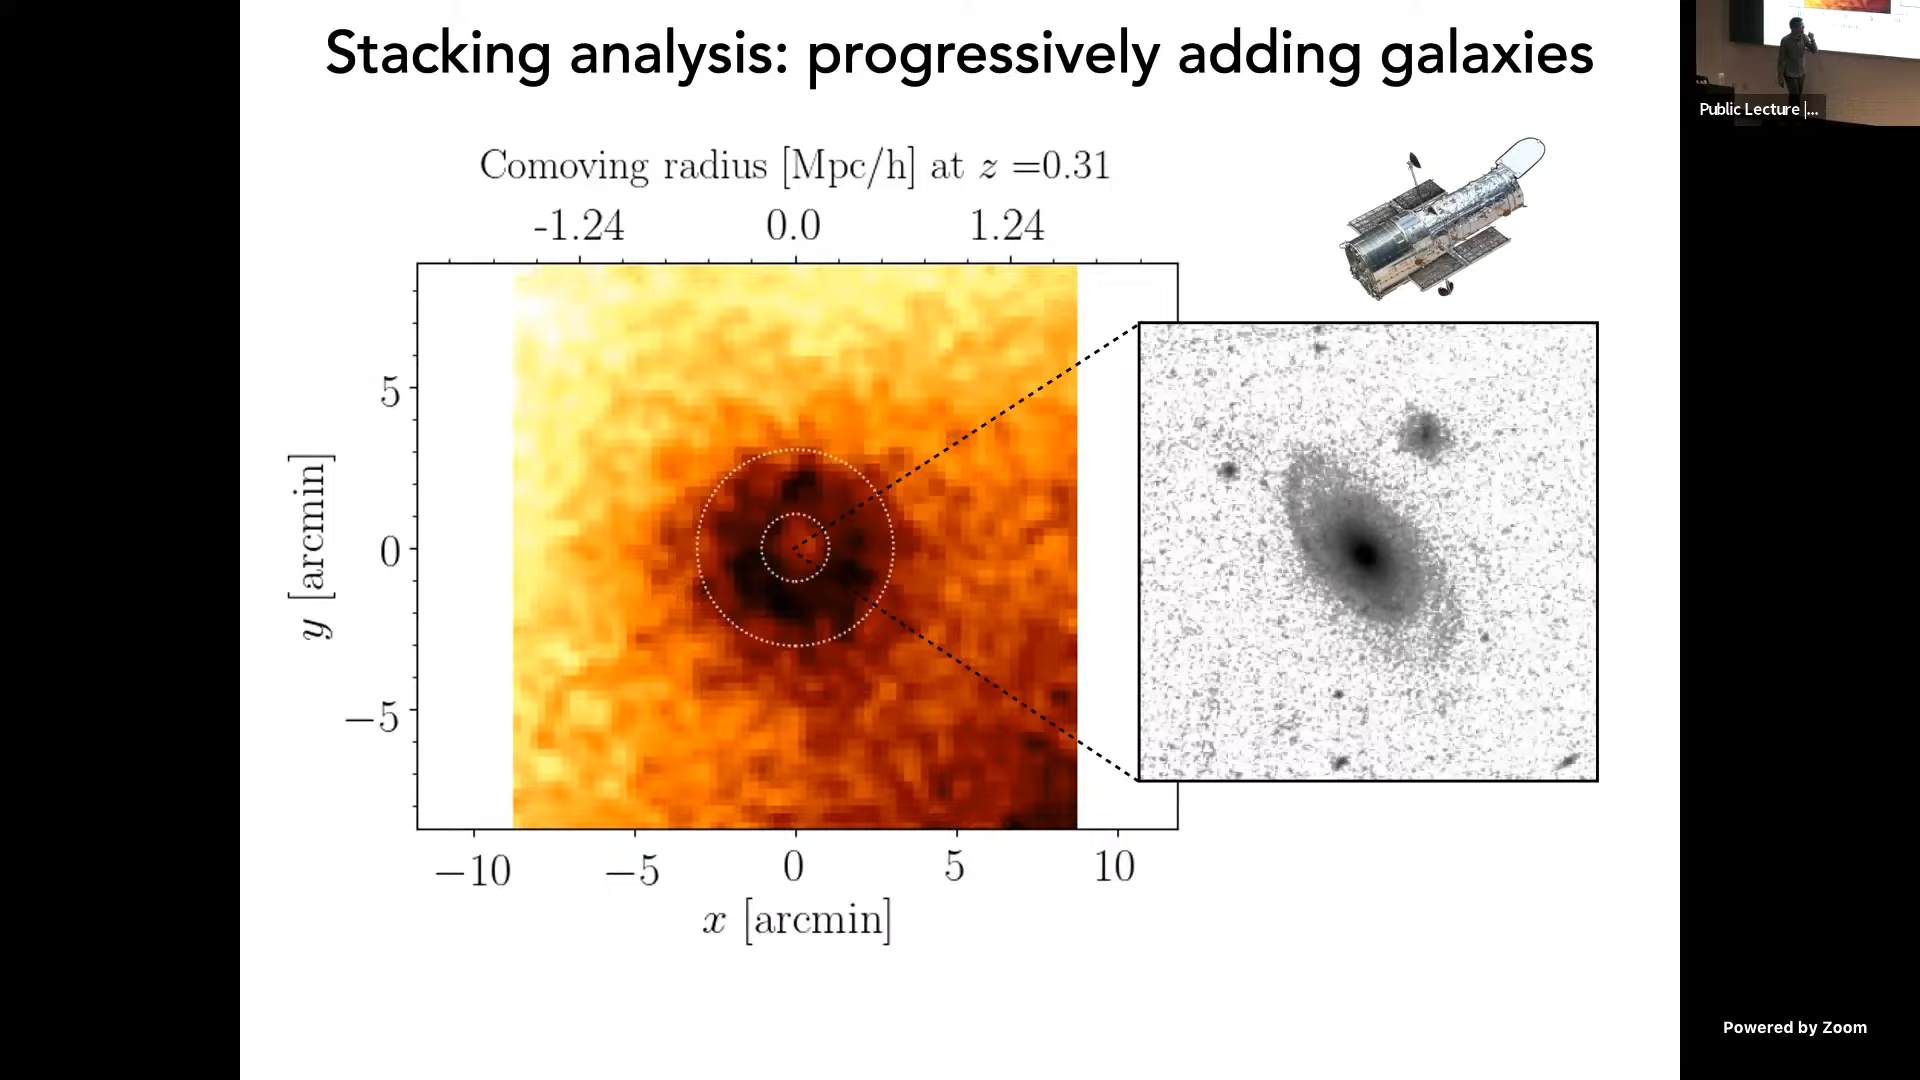 Stacking analysis: progressively adding galaxies
Public Lecture |...
Comoving radius [Mpc/h] at z =0.31
-1.24 0.0 1.24
5
0
−5
y [arcmin]
−10 −5 0 5 10
x [arcmin]
Powered by Zoom